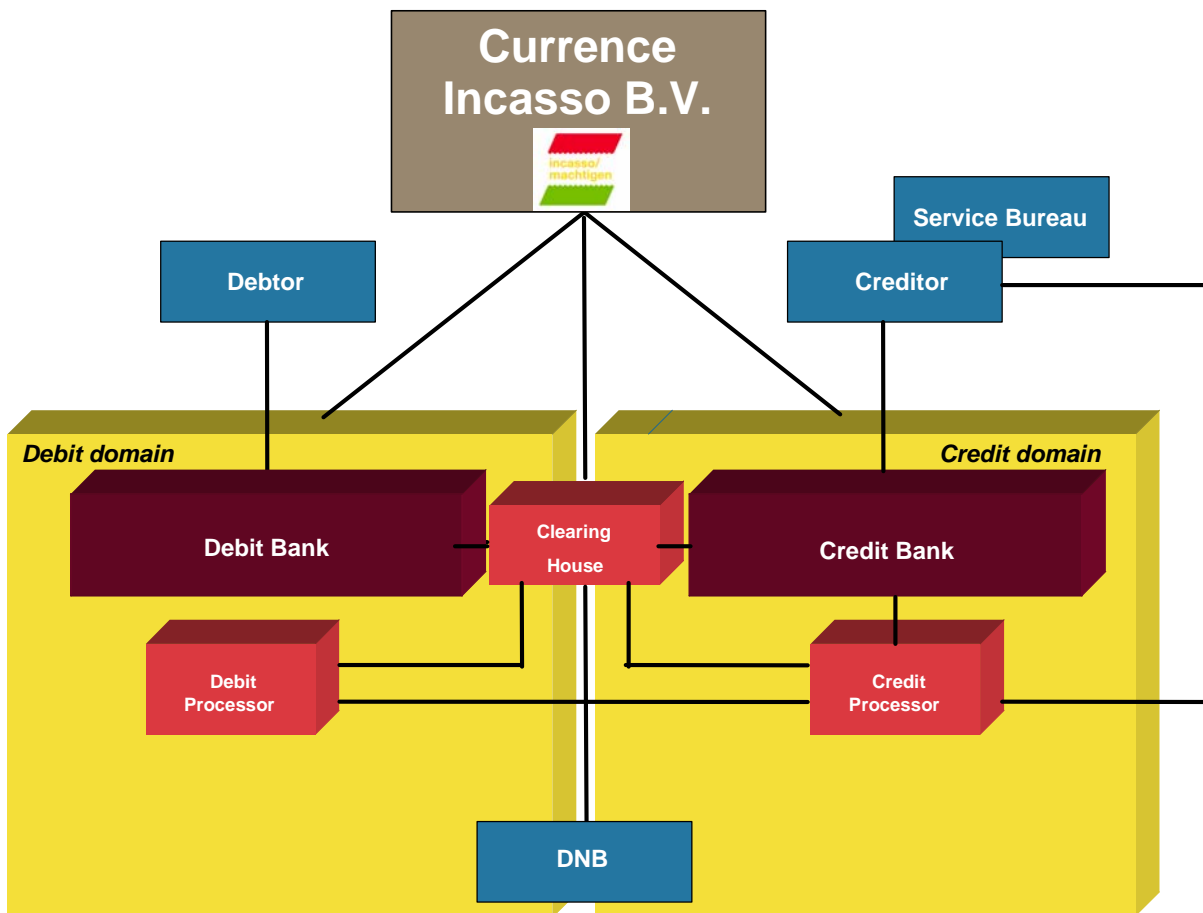 Currence
Incasso B.V.
incasso/
machtigen
Service Bureau
Debtor
Creditor
Debit domain
Credit domain
Debit Bank
Clearing
House
Credit Bank
Debit
Processor
Credit
Processor
DNB